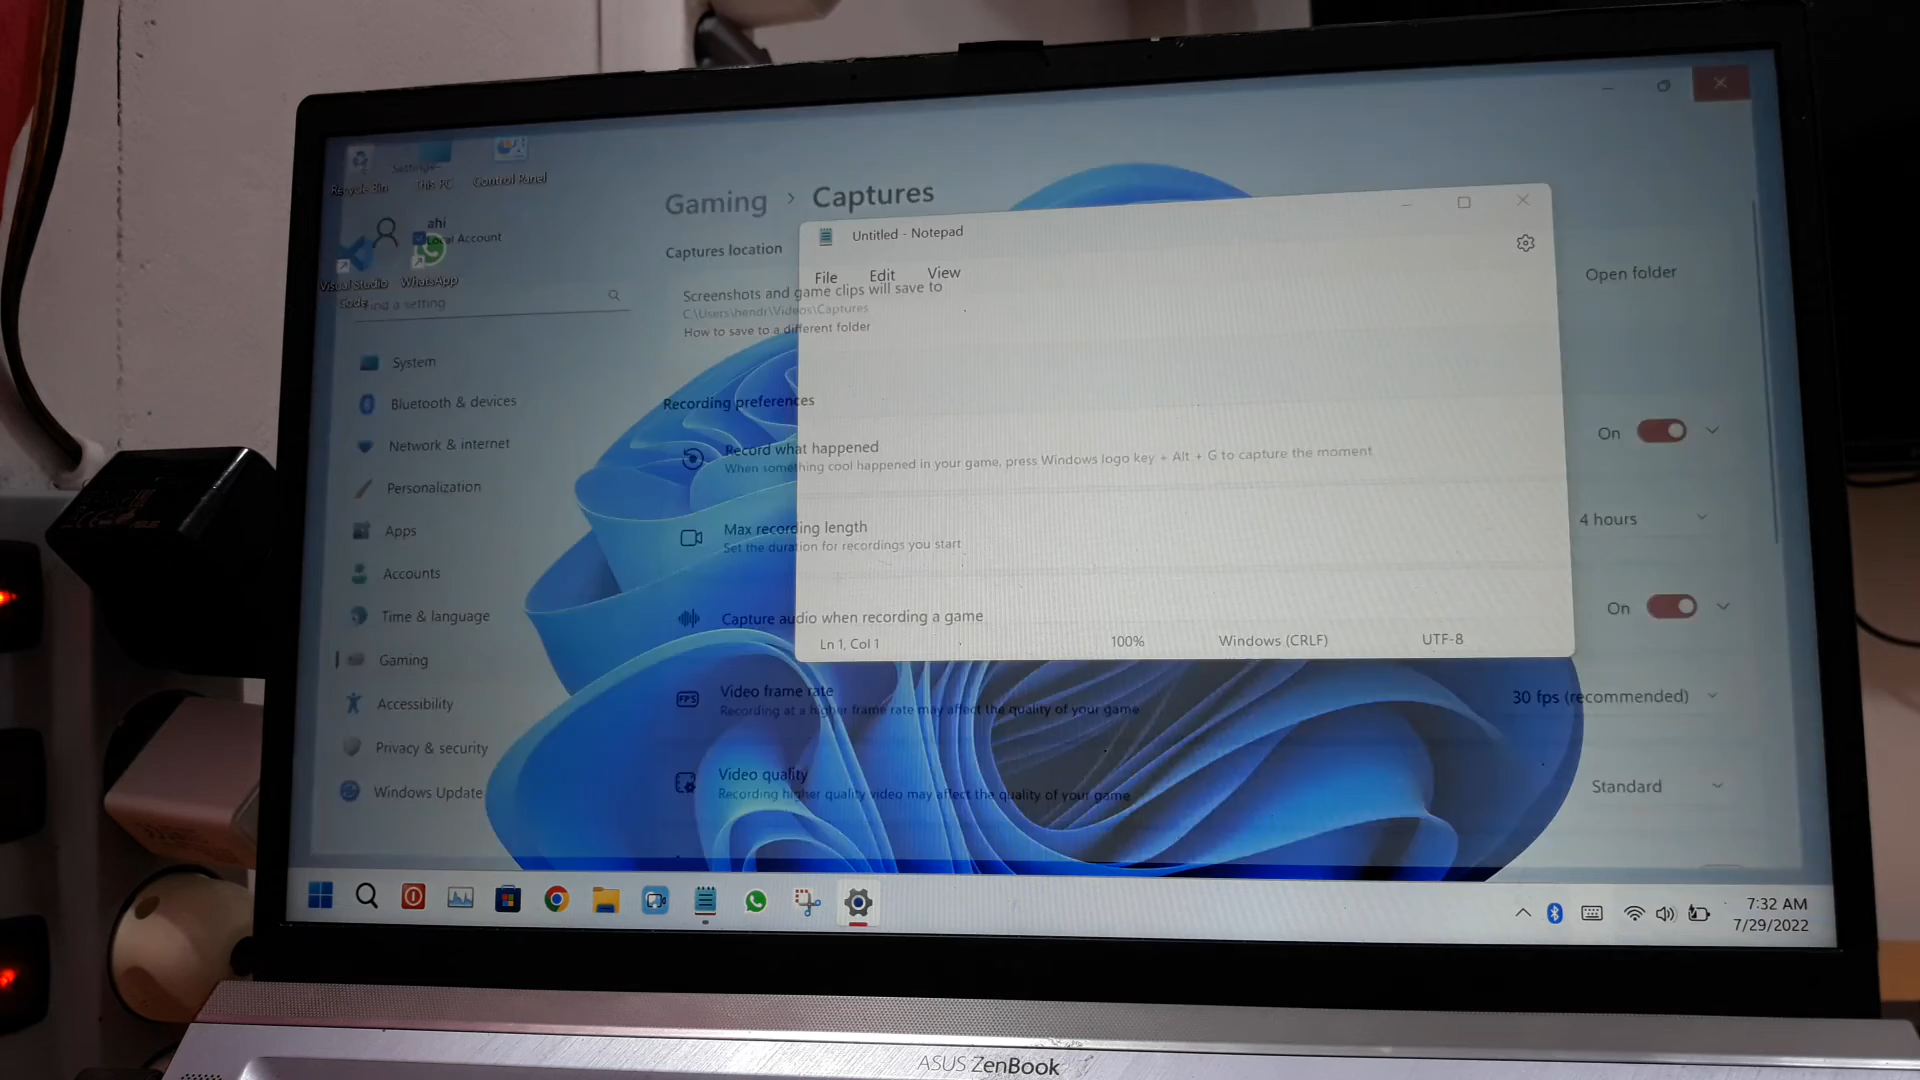 Recycle Bin
Settings
This PC
Control Panel
ahi
Local Account
Visual Studio
Code
WhatsApp
Find a setting
System
Bluetooth & devices
Network & internet
Personalization
Apps
Accounts
Time & language
Gaming
Accessibility
Privacy & security
Windows Update
Gaming › Captures
Captures location
Screenshots and game clips will save to
C:\Users\hendr\Videos\Captures
How to save to a different folder
Open folder
Untitled - Notepad
File Edit View
Recording preferences
Record what happened
When something cool happened in your game, press Windows logo key + Alt + G to capture the moment
On
Max recording length
Set the duration for recordings you start
4 hours
Capture audio when recording a game
On
Ln 1, Col 1
100%
Windows (CRLF)
UTF-8
FPS
Video frame rate
Recording at a higher frame rate may affect the quality of your game
30 fps (recommended)
Video quality
Recording higher quality video may affect the quality of your game
Standard
7:32 AM
7/29/2022
ASUS ZenBook